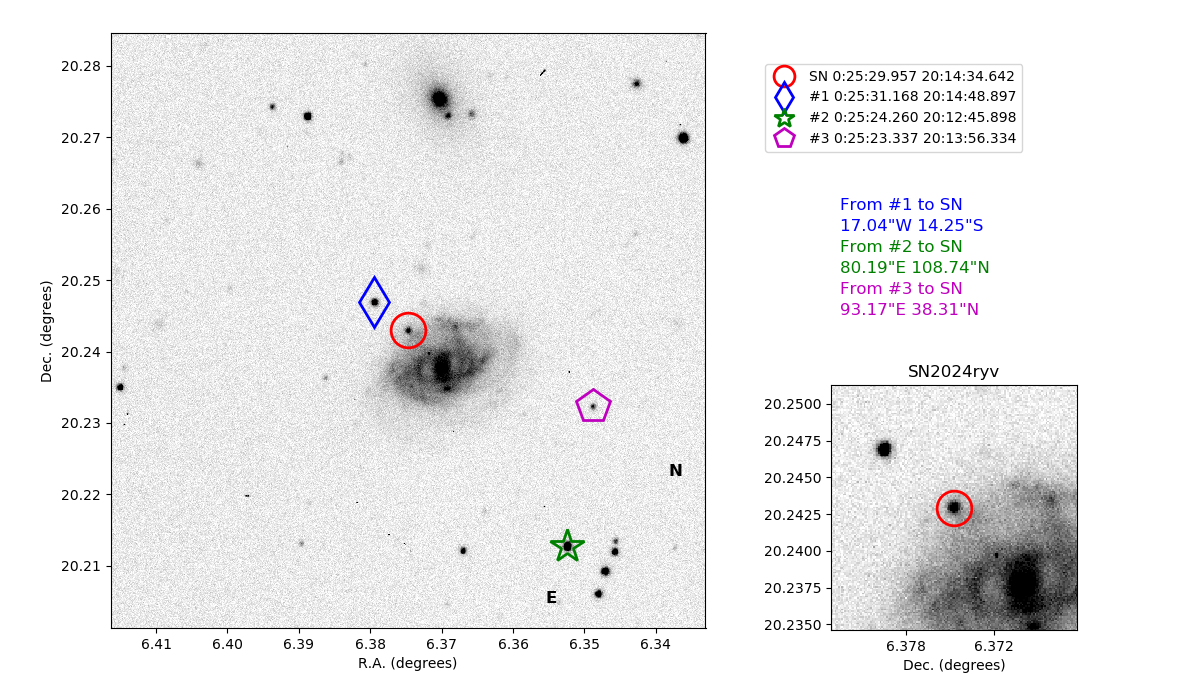 20.28
20.27
20.26
20.25
20.24
20.23
20.22
20.21
Dec. (degrees)
6.41 6.40 6.39 6.38 6.37 6.36 6.35 6.34
R.A. (degrees)
N
E
SN 0:25:29.957 20:14:34.642
#1 0:25:31.168 20:14:48.897
#2 0:25:24.260 20:12:45.898
#3 0:25:23.337 20:13:56.334
From #1 to SN
17.04"W 14.25"S
From #2 to SN
80.19"E 108.74"N
From #3 to SN
93.17"E 38.31"N
SN2024ryv
20.2500
20.2475
20.2450
20.2425
20.2400
20.2375
20.2350
6.378 6.372
Dec. (degrees)